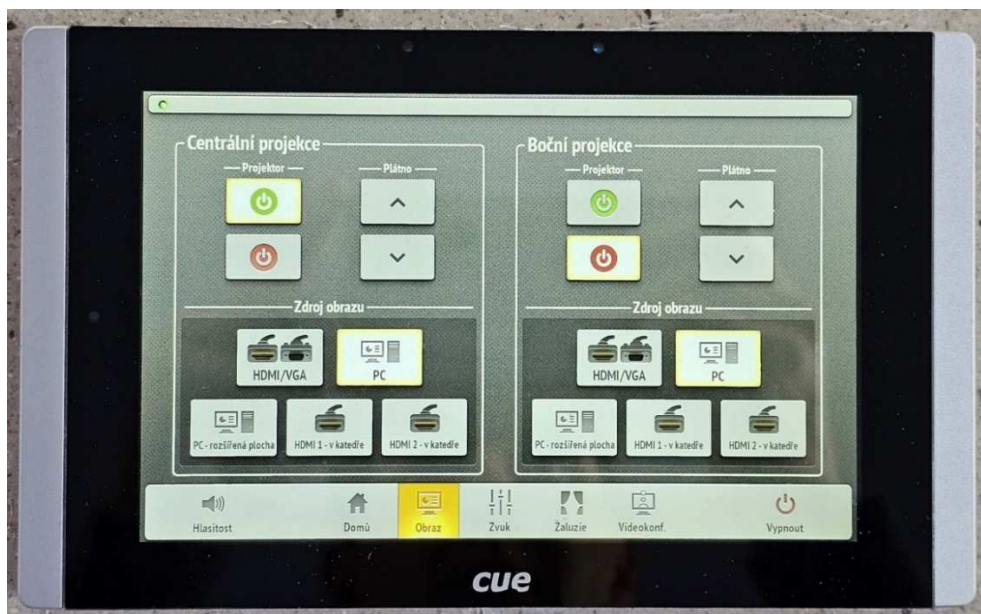 Centrální projekce
Projektor
Plátno
Zdroj obrazu
HDMI/VGA
PC
PC - rozšířená plocha
HDMI 1 - v katedře
HDMI 2 - v katedře
Boční projekce
Projektor
Plátno
Zdroj obrazu
HDMI/VGA
PC
PC - rozšířená plocha
HDMI 1 - v katedře
HDMI 2 - v katedře
Hlasitost
Domů
Obraz
Zvuk
Žaluzie
Videokonf.
Vypnout
cue